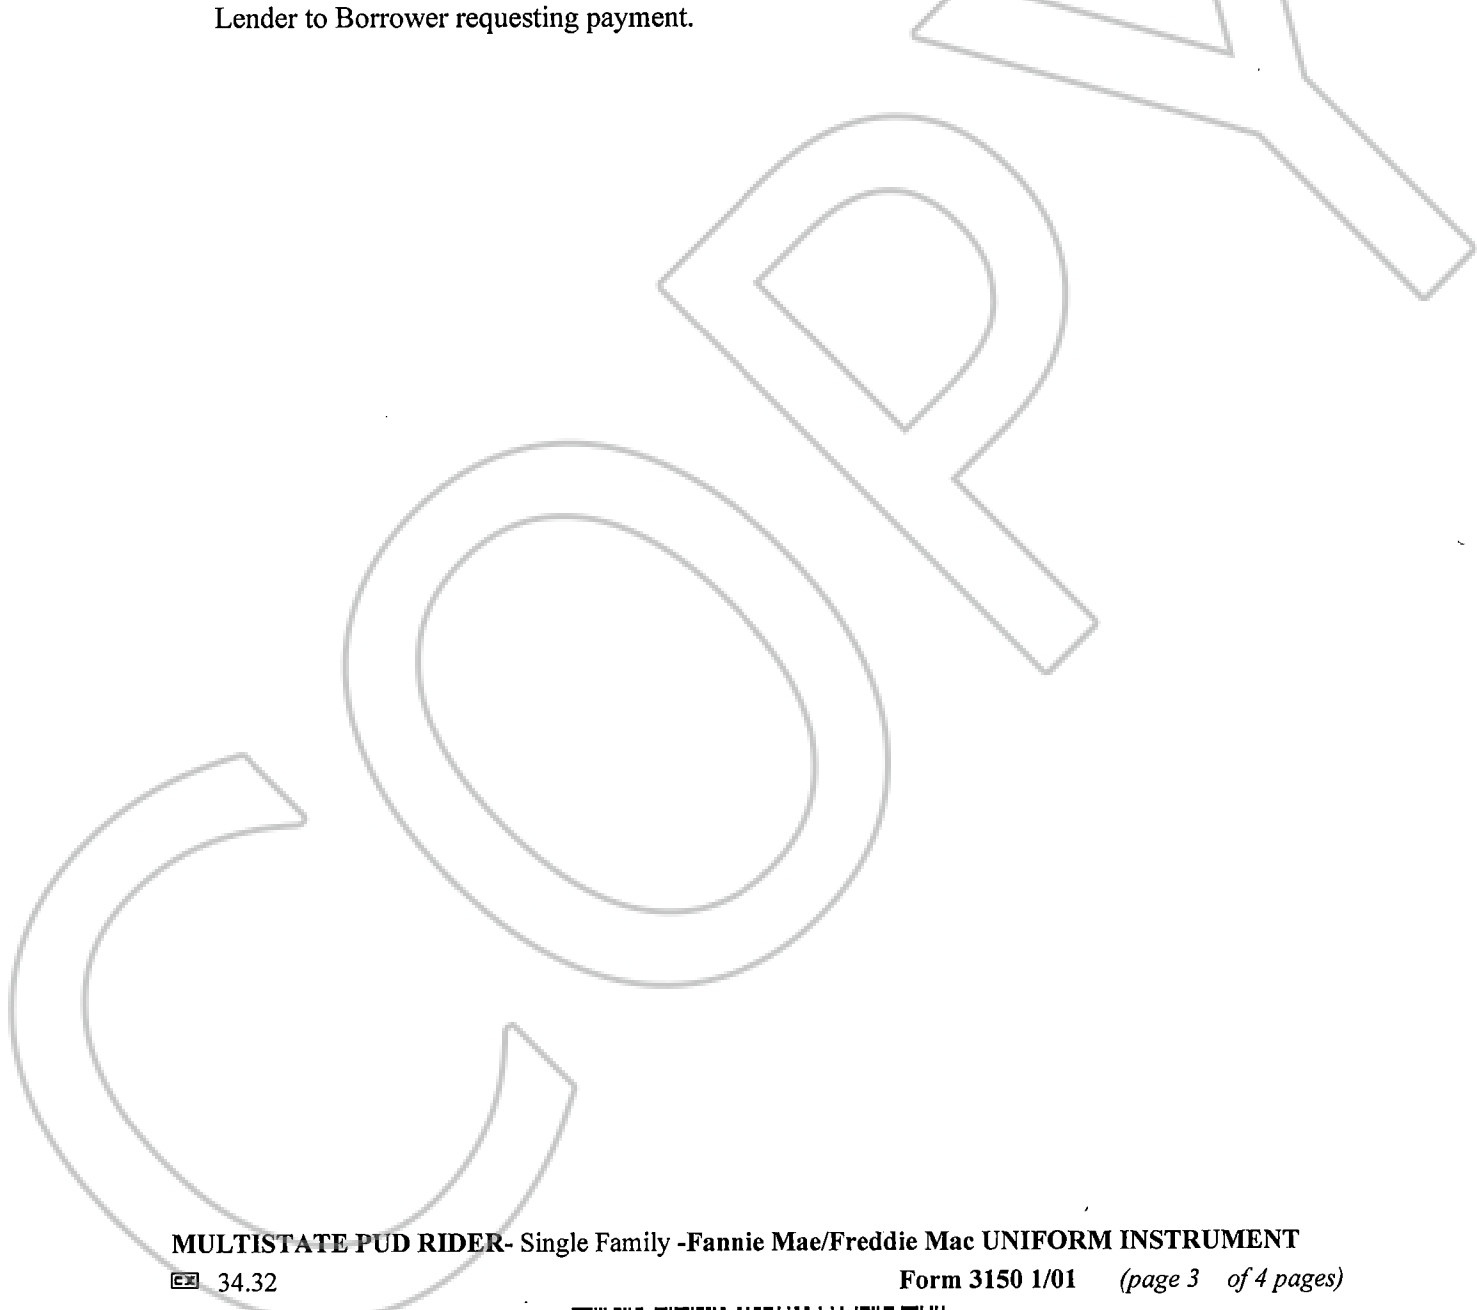 Lender to Borrower requesting payment.
COPY
MULTISTATE PUD RIDER- Single Family -Fannie Mae/Freddie Mac UNIFORM INSTRUMENT
34.32 Form 3150 1/01 (page 3 of 4 pages)